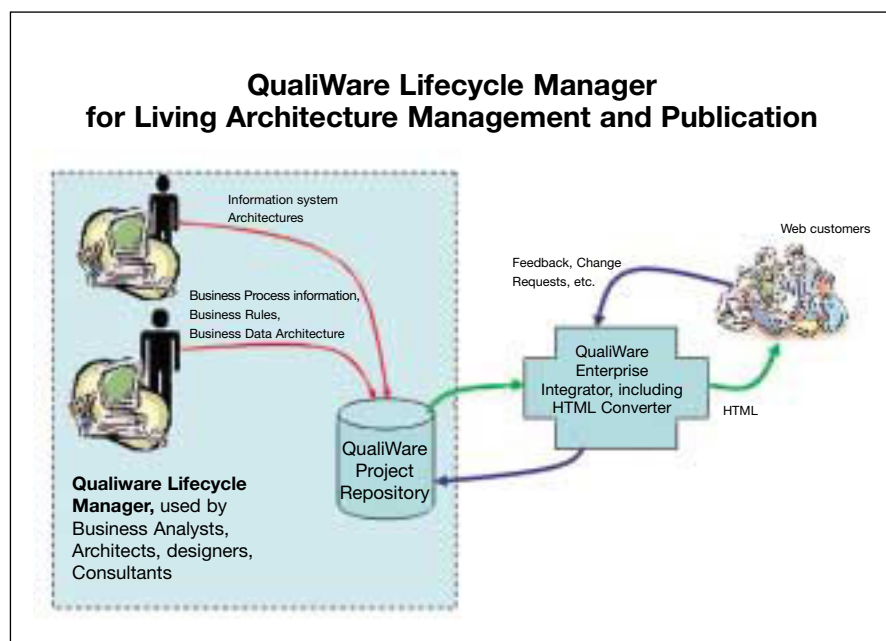 QualiWare Lifecycle Manager
for Living Architecture Management and Publication
Information system
Architectures
Business Process information,
Business Rules,
Business Data Architecture
QualiWare
Project
Repository
Qualiware Lifecycle
Manager, used by
Business Analysts,
Architects, designers,
Consultants
Web customers
Feedback, Change
Requests, etc.
QualiWare
Enterprise
Integrator, including
HTML Converter
HTML